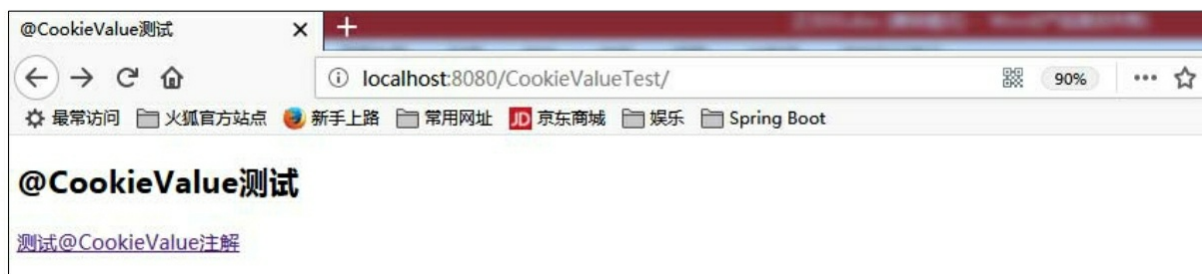 @CookieValue测试
localhost:8080/CookieValueTest/ 90%
最常访问 火狐官方站点 新手上路 常用网址 JD 京东商城 娱乐 Spring Boot
@CookieValue测试
测试@CookieValue注解